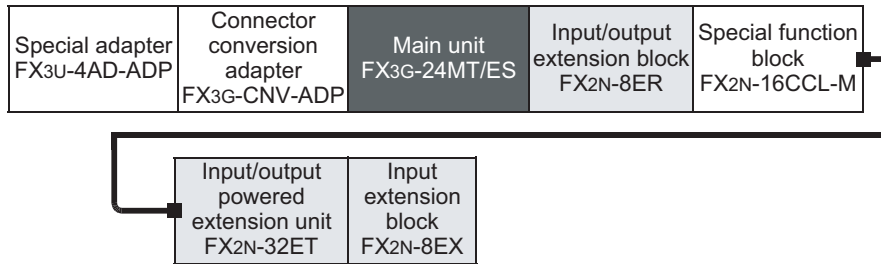 Special adapter
FX3U-4AD-ADP
Connector
conversion
adapter
FX3G-CNV-ADP
Main unit
FX3G-24MT/ES
Input/output
extension block
FX2N-8ER
Special function
block
FX2N-16CCL-M
Input/output
powered
extension unit
FX2N-32ET
Input
extension
block
FX2N-8EX